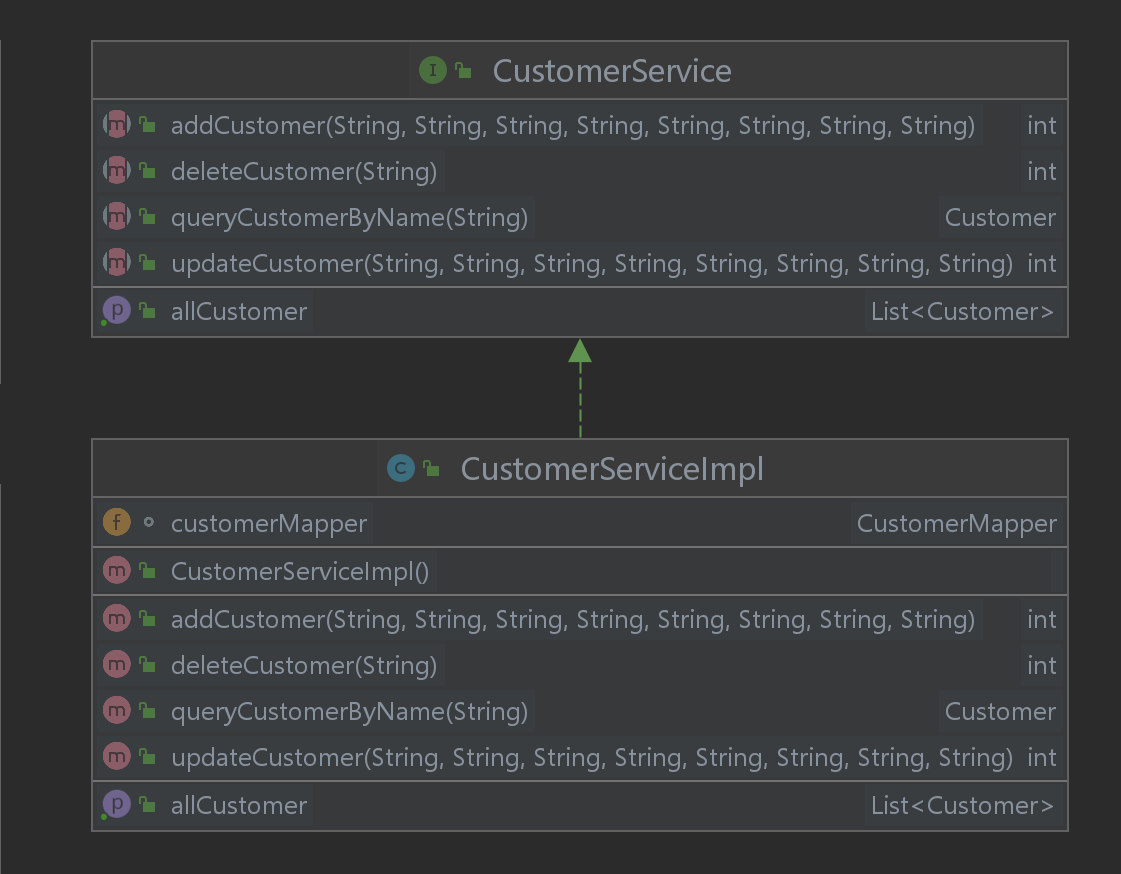 I CustomerService
m addCustomer(String, String, String, String, String, String, String, String) int
m deleteCustomer(String) int
m queryCustomerByName(String) Customer
m updateCustomer(String, String, String, String, String, String, String, String) int
p allCustomer List<Customer>
C CustomerServiceImpl
f customerMapper CustomerMapper
m CustomerServiceImpl()
m addCustomer(String, String, String, String, String, String, String, String) int
m deleteCustomer(String) int
m queryCustomerByName(String) Customer
m updateCustomer(String, String, String, String, String, String, String, String) int
p allCustomer List<Customer>